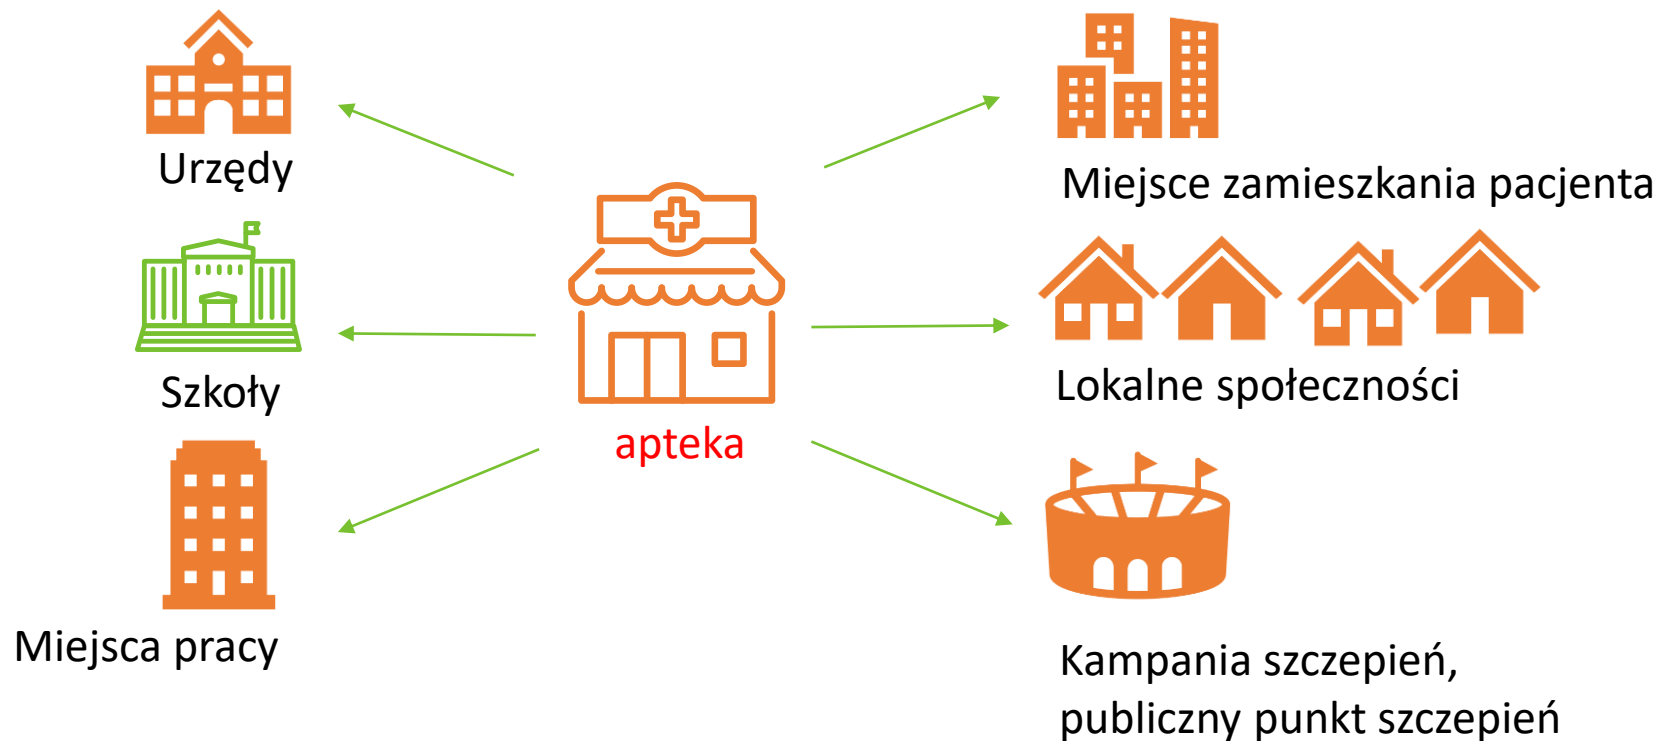 Urzędy
Szkoły
Miejsca pracy
apteka
Miejsce zamieszkania pacjenta
Lokalne społeczności
Kampania szczepień,
publiczny punkt szczepień